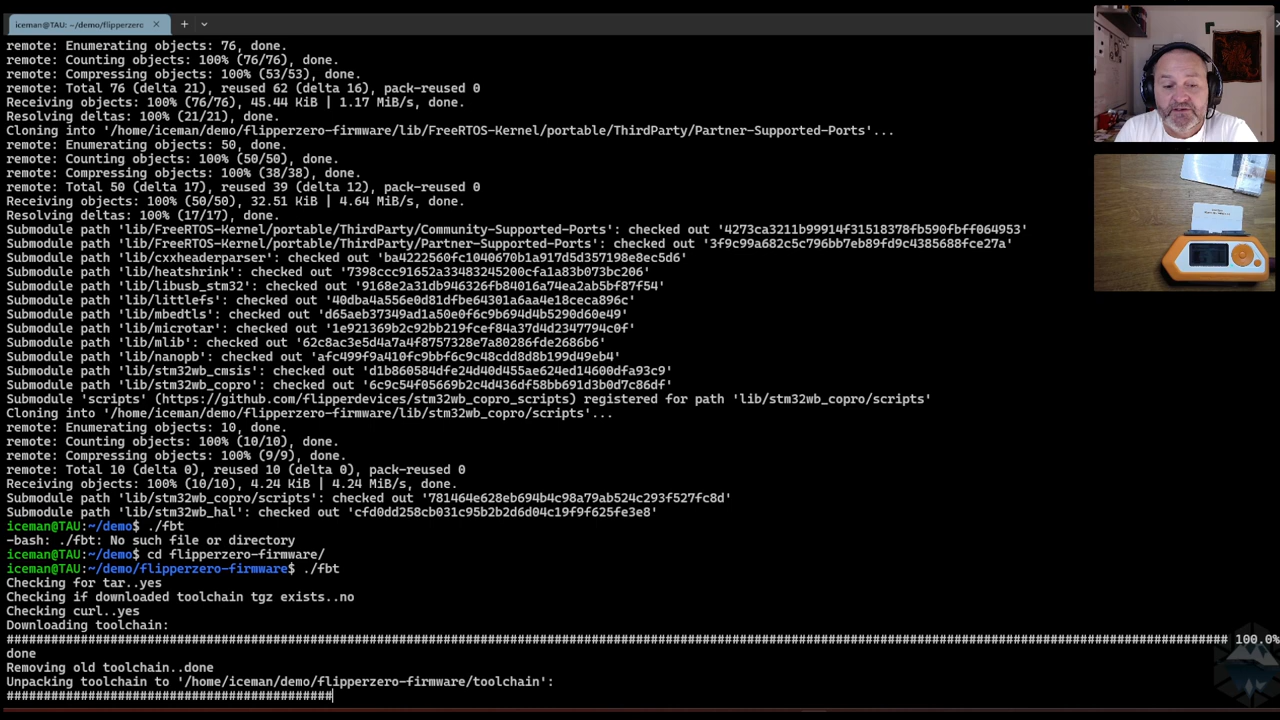 iceman@TAU: ~/demo/flipperzero
remote: Enumerating objects: 76, done.
remote: Counting objects: 100% (76/76), done.
remote: Compressing objects: 100% (53/53), done.
remote: Total 76 (delta 21), reused 62 (delta 16), pack-reused 0
Receiving objects: 100% (76/76), 45.44 KiB | 1.17 MiB/s, done.
Resolving deltas: 100% (21/21), done.
Cloning into '/home/iceman/demo/flipperzero-firmware/lib/FreeRTOS-Kernel/portable/ThirdParty/Partner-Supported-Ports'...
remote: Enumerating objects: 50, done.
remote: Counting objects: 100% (50/50), done.
remote: Compressing objects: 100% (38/38), done.
remote: Total 50 (delta 17), reused 39 (delta 12), pack-reused 0
Receiving objects: 100% (50/50), 32.51 KiB | 4.64 MiB/s, done.
Resolving deltas: 100% (17/17), done.
Submodule path 'lib/FreeRTOS-Kernel/portable/ThirdParty/Community-Supported-Ports': checked out '4273ca3211b99914f31518378fb590fbff064953'
Submodule path 'lib/FreeRTOS-Kernel/portable/ThirdParty/Partner-Supported-Ports': checked out '3f9c99a682c5c796bb7eb89fd9c4385688fce27a'
Submodule path 'lib/cxxheaderparser': checked out 'ba4222560fc1040670b1a917d5d357198e8ec5d6'
Submodule path 'lib/heatshrink': checked out '7398ccc91652a33483245200cfa1a83b073bc206'
Submodule path 'lib/libusb_stm32': checked out '9168e2a31db946326fb84016a74ea2ab5bf87f54'
Submodule path 'lib/littlefs': checked out '40dba4a556e0d81dfbe64301a6aa4e18ceca896c'
Submodule path 'lib/mbedtls': checked out 'd65aeb37349ad1a50e0f6c9b694d4b5290d60e49'
Submodule path 'lib/microtar': checked out '1e921369b2c92bb219fcef84a37d4d2347794c0f'
Submodule path 'lib/mlib': checked out '62c8ac3e5d4a7a4f8757328e7a80286fde2686b6'
Submodule path 'lib/nanopb': checked out 'afc499f9a410fc9bbf6c9c48cdd8d8b199d49eb4'
Submodule path 'lib/stm32wb_cmsis': checked out 'd1b860584dfe24d40d455ae624ed14600dfa93c9'
Submodule path 'lib/stm32wb_copro': checked out '6c9c54f05669b2c4d436df58bb691d3b0d7c86df'
Submodule 'scripts' (https://github.com/flipperdevices/stm32wb_copro_scripts) registered for path 'lib/stm32wb_copro/scripts'
Cloning into '/home/iceman/demo/flipperzero-firmware/lib/stm32wb_copro/scripts'...
remote: Enumerating objects: 10, done.
remote: Counting objects: 100% (10/10), done.
remote: Compressing objects: 100% (9/9), done.
remote: Total 10 (delta 0), reused 10 (delta 0), pack-reused 0
Receiving objects: 100% (10/10), 4.24 KiB | 4.24 MiB/s, done.
Submodule path 'lib/stm32wb_copro/scripts': checked out '781464e628eb694b4c98a79ab524c293f527fc8d'
Submodule path 'lib/stm32wb_hal': checked out 'cfd0dd258cb031c95b2b2d6d04c19f9f625fe3e8'
iceman@TAU:~/demo$ ./fbt
-bash: ./fbt: No such file or directory
iceman@TAU:~/demo$ cd flipperzero-firmware/
iceman@TAU:~/demo/flipperzero-firmware$ ./fbt
Checking for tar..yes
Checking if downloaded toolchain tgz exists..no
Checking curl..yes
Downloading toolchain:
##################################################################################################################################################################### 100.0%
done
Removing old toolchain..done
Unpacking toolchain to '/home/iceman/demo/flipperzero-firmware/toolchain':
############################################